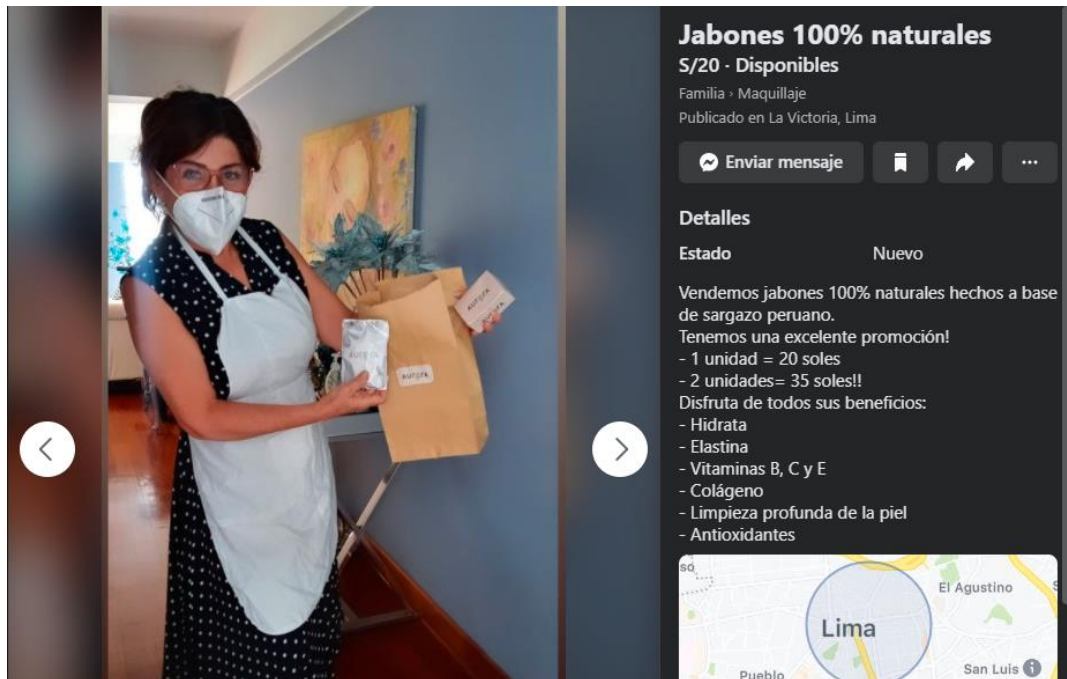 Jabones 100% naturales
S/20 · Disponibles
Familia › Maquillaje
Publicado en La Victoria, Lima
Enviar mensaje
Detalles
Estado Nuevo
Vendemos jabones 100% naturales hechos a base
de sargazo peruano.
Tenemos una excelente promoción!
- 1 unidad = 20 soles
- 2 unidades= 35 soles!!
Disfruta de todos sus beneficios:
- Hidrata
- Elastina
- Vitaminas B, C y E
- Colágeno
- Limpieza profunda de la piel
- Antioxidantes
so
El Agustino
Lima
San Luis
Pueblo